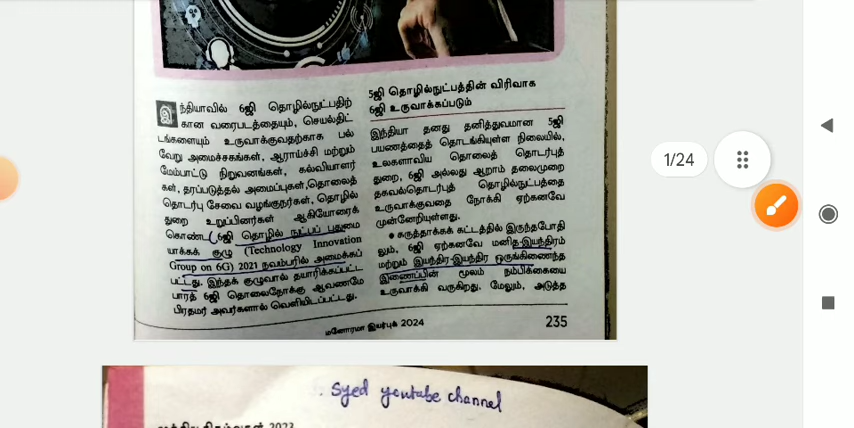 இந்தியாவில் 6ஜி தொழில்நுட்பதிற்
கான வரைபடத்தையும், செயல்திட்
டங்களையும் உருவாக்குவதற்காக பல்
வேறு அமைச்சகங்கள், ஆராய்ச்சி மற்றும்
மேம்பாட்டு நிறுவனங்கள், கல்வியாளர்
கள், தரப்படுத்தல் அமைப்புகள்,தொலைத்
தொடர்பு சேவை வழங்குநர்கள், தொழில்
துறை உறுப்பினர்கள் ஆகியோரைக்
கொண்ட 6ஜி தொழில் நுட்பப் புதுமை
யாக்கக் குழு (Technology Innovation
Group on 6G) 2021 நவம்பரில் அமைக்கப்
பட்டது. இந்தக் குழுவால் தயாரிக்கப்பட்ட
பாரத் 6ஜி தொலைநோக்கு ஆவணமே
பிரதமர் அவர்களால் வெளியிடப்பட்டது.
5ஜி தொழில்நுட்பத்தின் விரிவாக
6ஜி உருவாக்கப்படும்
இந்தியா தனது தனித்துவமான 5ஜி
பயணத்தைத் தொடங்கியுள்ள நிலையில்,
உலகளாவிய தொலைத் தொடர்புத்
துறை, 6ஜி அல்லது ஆறாம் தலைமுறை
தகவல்தொடர்புத் தொழில்நுட்பத்தை
உருவாக்குவதை நோக்கி ஏற்கனவே
முன்னேறியுள்ளது.
● கருத்தாக்கக் கட்டத்தில் இருந்தபோதி
லும், 6ஜி ஏற்கனவே மனித-இயந்திரம்
மற்றும் இயந்திர-இயந்திர ஒருங்கிணைந்த
இணைப்பின் மூலம் நம்பிக்கையை
உருவாக்கி வருகிறது. மேலும், அடுத்த
மனோரமா இயர்புக் 2024
235
1/24
Syed youtube channel
2023